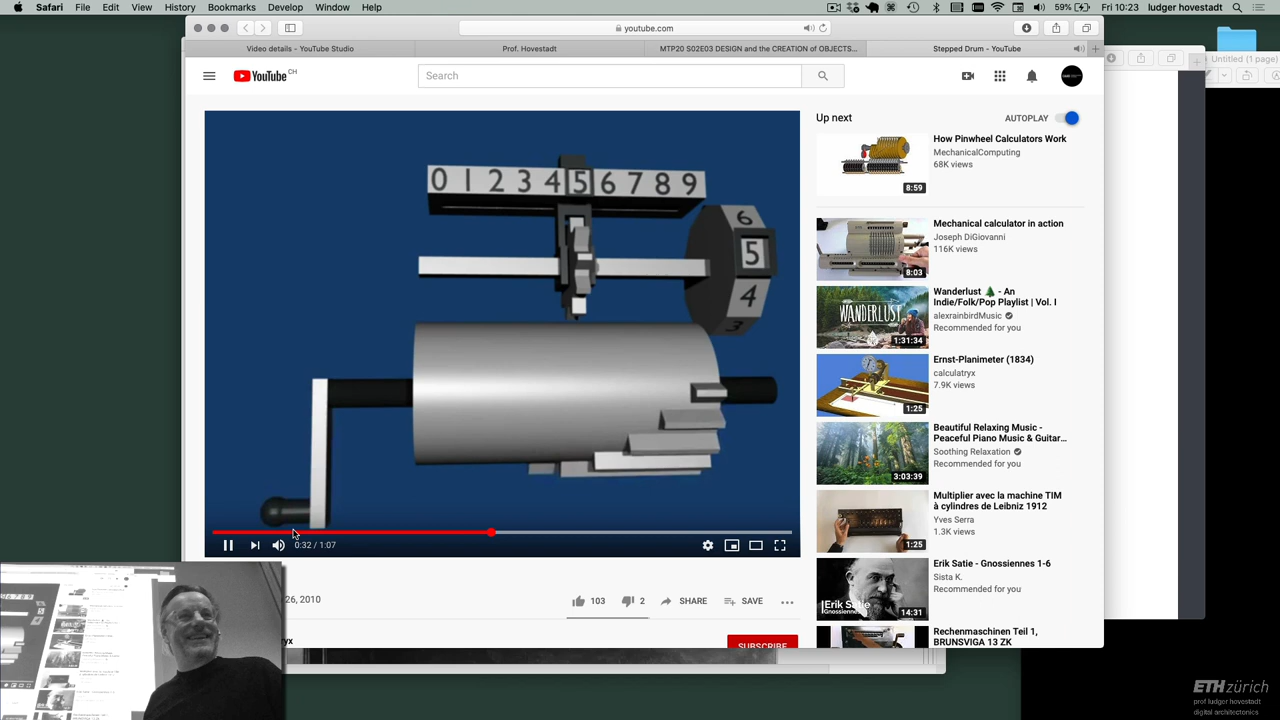 Safari File Edit View History Bookmarks Develop Window Help 59% Fri 10:23 ludger hovestadt
youtube.com
Video details - YouTube Studio
Prof. Hovestadt
MTP20 S02E03 DESIGN and the CREATION of OBJECTS...
Stepped Drum - YouTube
Untitled (1 page)
YouTube CH
Search
0 1 2 3 4 5 6 7 8 9
6
5
4
3
0:32 / 1:07
6, 2010
103
2
SHARE
SAVE
ryx
SUBSCRI
Up next
AUTOPLAY
How Pinwheel Calculators Work
MechanicalComputing
68K views
8:59
Mechanical calculator in action
Joseph DiGiovanni
116K views
8:03
Wanderlust 🌲 - An
Indie/Folk/Pop Playlist | Vol. I
alexrainbirdMusic
Recommended for you
WANDERLUST
1:31:34
Ernst-Planimeter (1834)
calculatryx
7.9K views
1:25
Beautiful Relaxing Music -
Peaceful Piano Music & Guitar...
Soothing Relaxation
Recommended for you
3:03:39
Multiplier avec la machine TIM
à cylindres de Leibniz 1912
Yves Serra
1.3K views
1:25
Erik Satie - Gnossiennes 1-6
Sista K.
Recommended for you
Erik Satie
Gnossiennes
14:31
Rechenmaschinen Teil 1,
BRUNSVIGA 13 ZK
ETH zürich
prof ludger hovestadt
digital architectonics